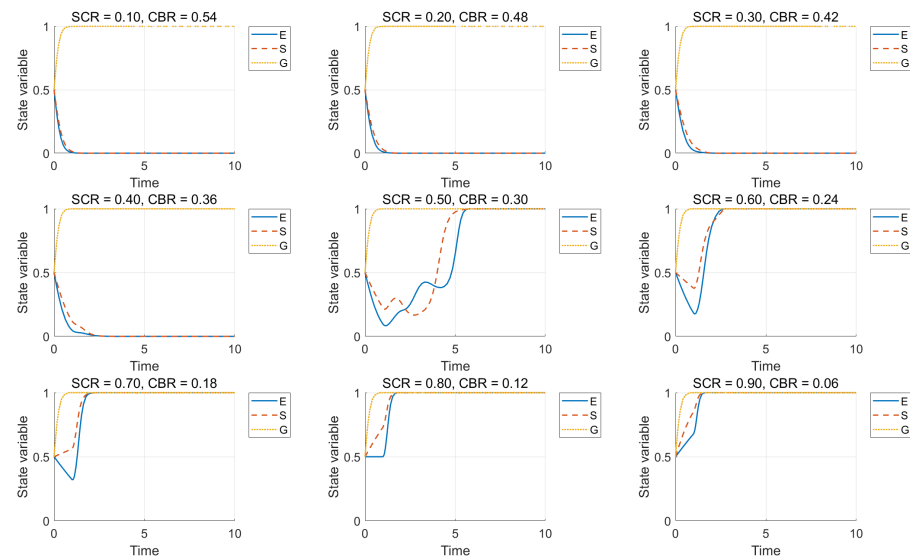 SCR = 0.10, CBR = 0.54
State variable
1
0.5
0
0
5
10
Time
E
S
G
SCR = 0.20, CBR = 0.48
State variable
1
0.5
0
0
5
10
Time
E
S
G
SCR = 0.30, CBR = 0.42
State variable
1
0.5
0
0
5
10
Time
E
S
G
SCR = 0.40, CBR = 0.36
State variable
1
0.5
0
0
5
10
Time
E
S
G
SCR = 0.50, CBR = 0.30
State variable
1
0.5
0
0
5
10
Time
E
S
G
SCR = 0.60, CBR = 0.24
State variable
1
0.5
0
0
5
10
Time
E
S
G
SCR = 0.70, CBR = 0.18
State variable
1
0.5
0
0
5
10
Time
E
S
G
SCR = 0.80, CBR = 0.12
State variable
1
0.5
0
0
5
10
Time
E
S
G
SCR = 0.90, CBR = 0.06
State variable
1
0.5
0
0
5
10
Time
E
S
G